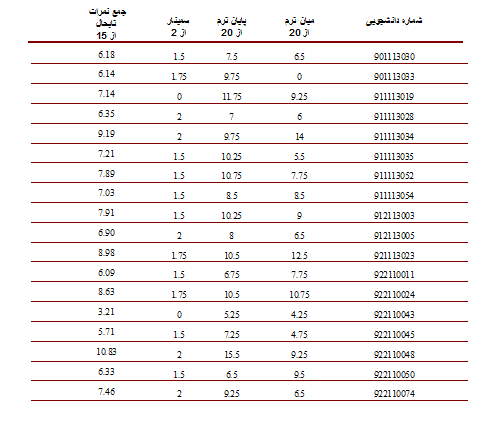 شماره دانشجویی میان ترم از 20 پایان ترم از 20 سمینار از 2 جمع نمرات تابحال از 15
901113030 6.5 7.5 1.5 6.18
901113033 0 9.75 1.75 6.14
911113019 9.25 11.75 0 7.14
911113028 6 7 2 6.35
911113034 14 9.75 2 9.19
911113035 5.5 10.25 1.5 7.21
911113052 7.75 10.75 1.5 7.89
911113054 8.5 8.5 1.5 7.03
912113003 9 10.25 1.5 7.91
912113005 6.5 8 2 6.90
921113023 12.5 10.5 1.75 8.98
922110011 7.75 6.75 1.5 6.09
922110024 10.75 10.5 1.75 8.63
922110043 4.25 5.25 0 3.21
922110045 4.75 7.25 1.5 5.71
922110048 9.25 15.5 2 10.83
922110050 9.5 6.5 1.5 6.33
922110074 6.5 9.25 2 7.46